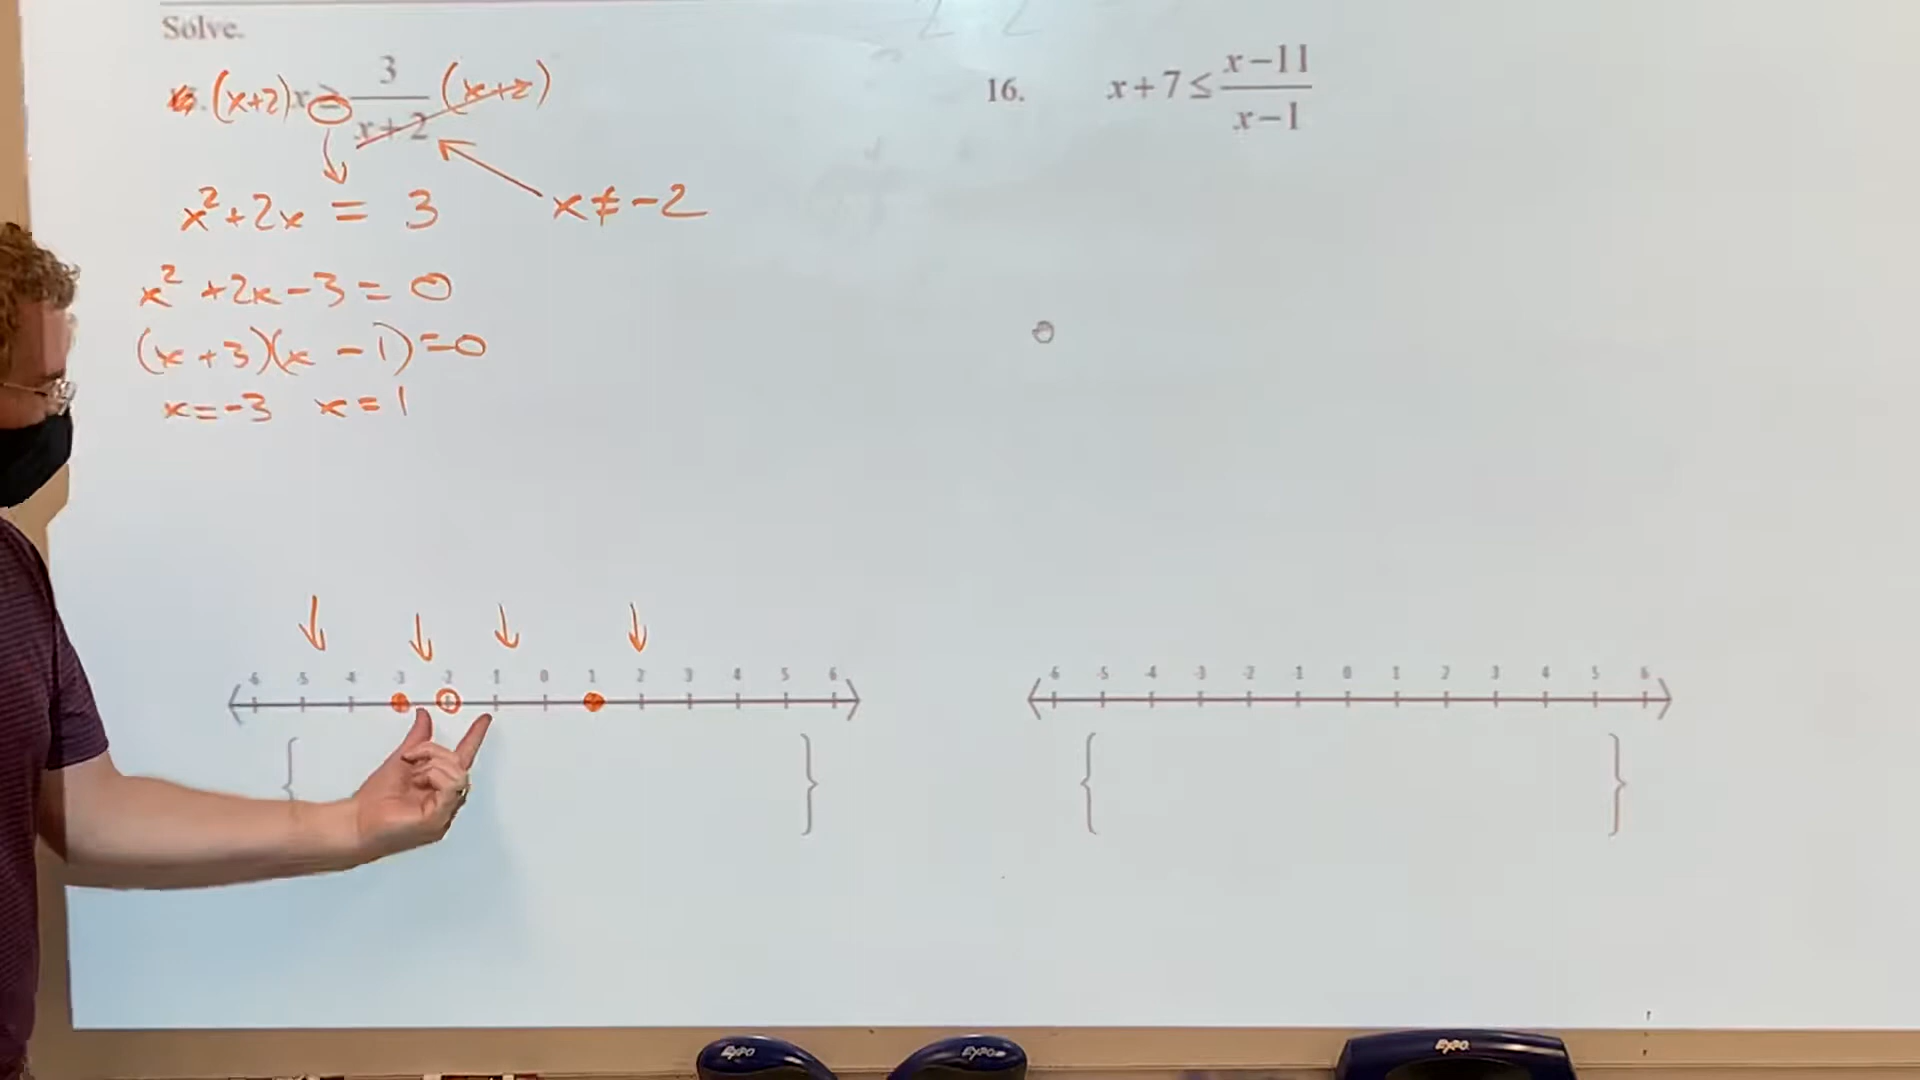 Solve.
(x+2)x ≥ 3/(x+2) (x+2)
x² + 2x = 3
x ≠ -2
x² + 2x - 3 = 0
(x + 3)(x - 1) = 0
x = -3 x = 1
-6 -5 -4 -3 -2 -1 0 1 2 3 4 5 6
{ }
16. x + 7 ≤ (x-11)/(x-1)
-6 -5 -4 -3 -2 -1 0 1 2 3 4 5 6
{ }
EXPO
EXPO
EXPO